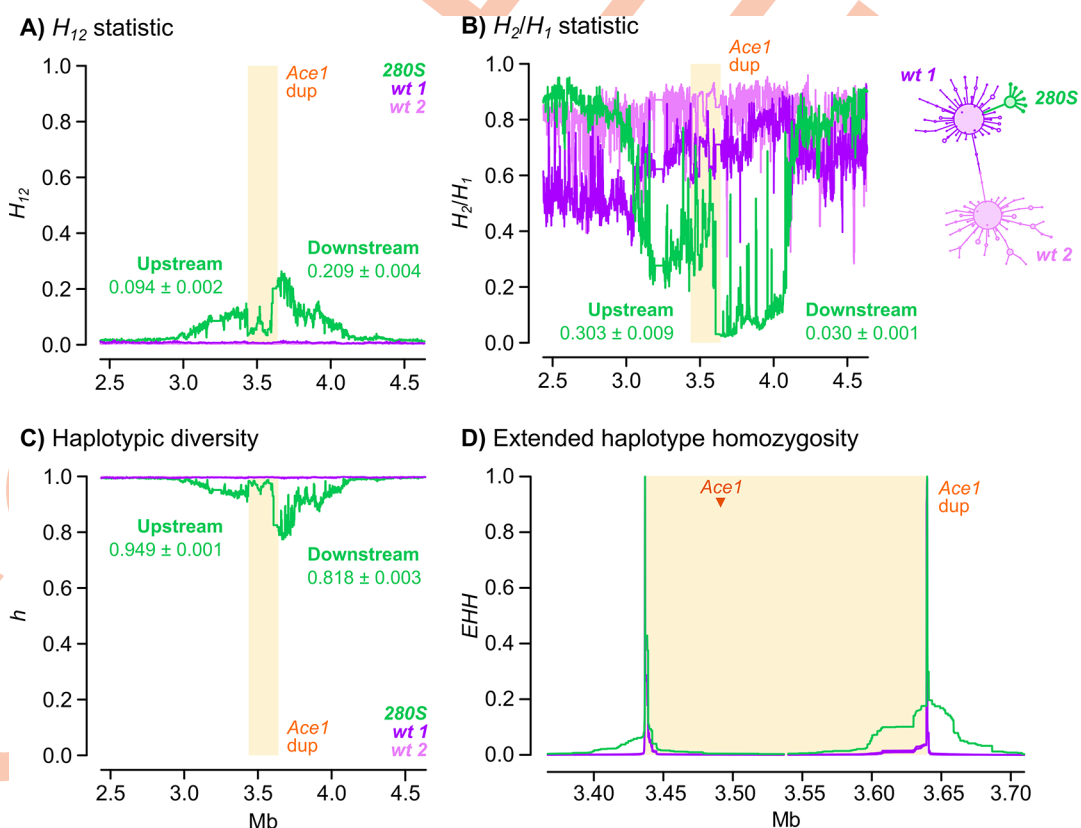 A) H12 statistic
1.0
0.8
0.6
0.4
0.2
0.0
H12
Ace1
dup
280S
wt 1
wt 2
Upstream
0.094 ± 0.002
Downstream
0.209 ± 0.004
2.5 3.0 3.5 4.0 4.5
B) H2/H1 statistic
1.0
0.8
0.6
0.4
0.2
0.0
H2/H1
Ace1
dup
Upstream
0.303 ± 0.009
Downstream
0.030 ± 0.001
2.5 3.0 3.5 4.0 4.5
wt 1
280S
wt 2
C) Haplotypic diversity
1.0
0.8
0.6
0.4
0.2
0.0
h
Upstream
0.949 ± 0.001
Downstream
0.818 ± 0.003
Ace1
dup
280S
wt 1
wt 2
2.5 3.0 3.5 4.0 4.5
Mb
D) Extended haplotype homozygosity
1.0
0.8
0.6
0.4
0.2
0.0
EHH
Ace1
Ace1
dup
3.40 3.45 3.50 3.55 3.60 3.65 3.70
Mb